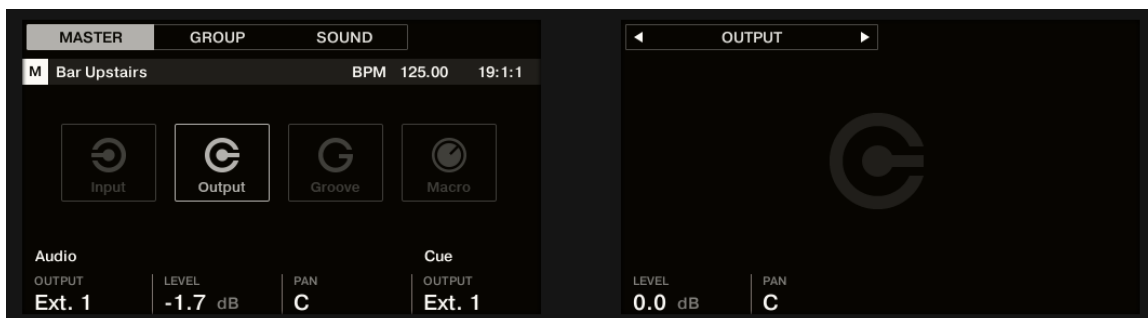 MASTER GROUP SOUND
M Bar Upstairs BPM 125.00 19:1:1
Input Output Groove Macro
Audio Cue
OUTPUT LEVEL PAN OUTPUT
Ext. 1 -1.7 dB C Ext. 1
OUTPUT
LEVEL PAN
0.0 dB C